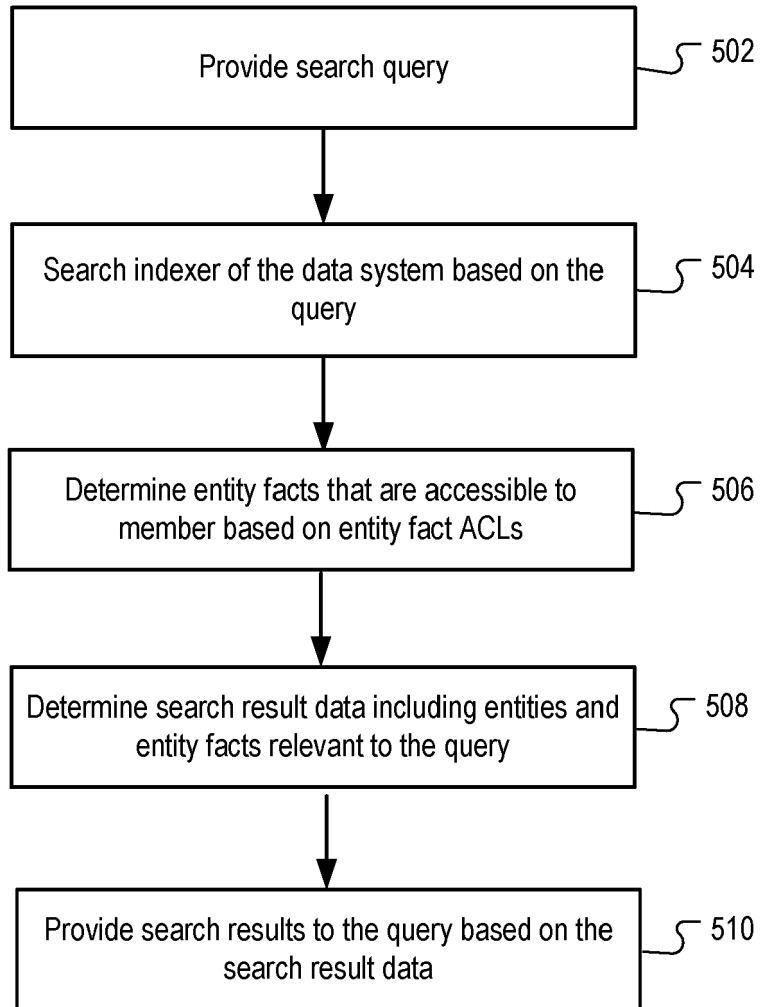 Provide search query
502
Search indexer of the data system based on the
query
504
Determine entity facts that are accessible to
member based on entity fact ACLs
506
Determine search result data including entities and
entity facts relevant to the query
508
Provide search results to the query based on the
search result data
510